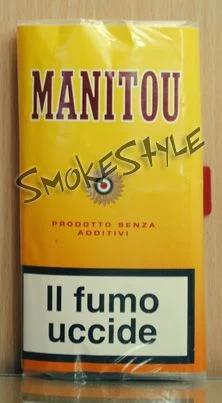 MANITOU
SMOKESTYLE
PRODOTTO SENZA
ADDITIVI
Il fumo
uccide